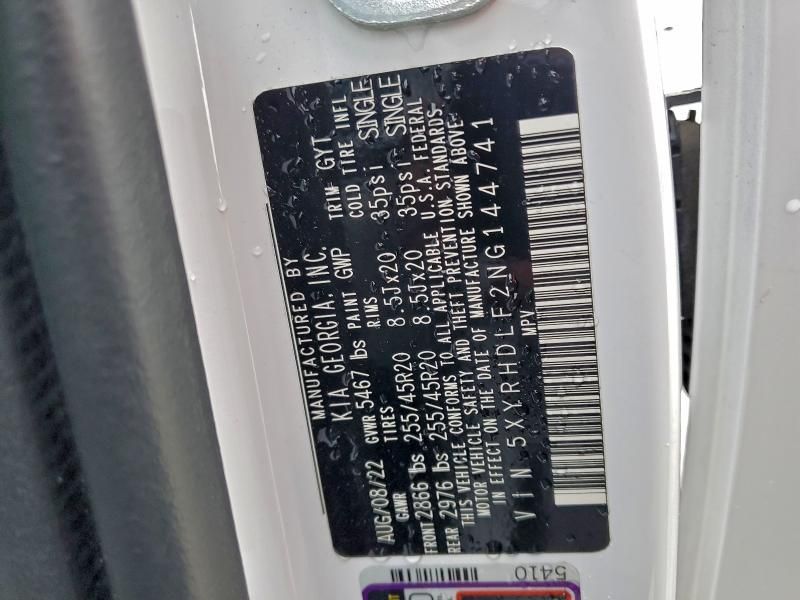 MANUFACTURED BY
KIA GEORGIA, INC.
AUG/08/22 GVWR 5467 lbs PAINT GWP TRIM GYT
GAWR TIRES RIMS COLD TIRE INFL
FRONT 2866 lbs 255/45R20 8.5Jx20 35psi SINGLE
REAR 2976 lbs 255/45R20 8.5Jx20 35psi SINGLE
THIS VEHICLE CONFORMS TO ALL APPLICABLE U.S.A. FEDERAL
MOTOR VEHICLE SAFETY AND THEFT PREVENTION STANDARDS
IN EFFECT ON THE DATE OF MANUFACTURE SHOWN ABOVE.
VIN 5XYRHDLF2NG144741
MPV
5410